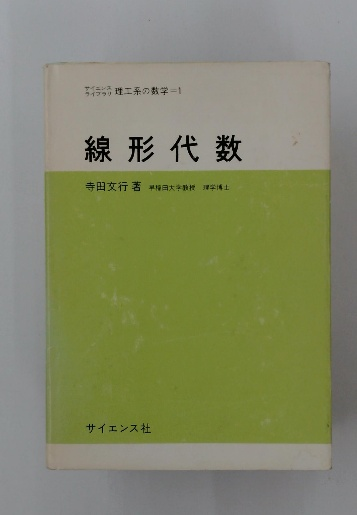 サイエンス
ライブラリ 理工系の数学=1
線形代数
寺田文行 著 早稲田大学教授 理学博士
サイエンス社